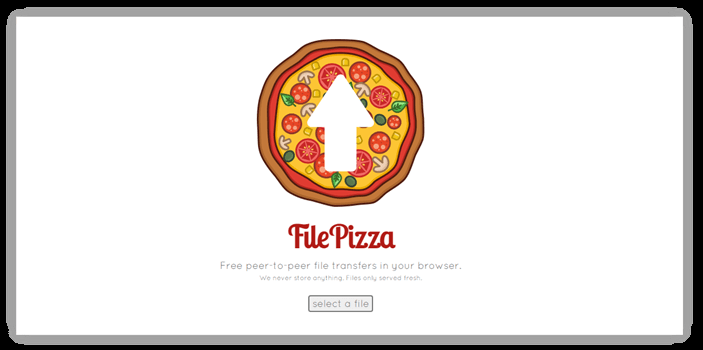 FilePizza
Free peer-to-peer file transfers in your browser.
We never store anything. Files only served fresh.
select a file